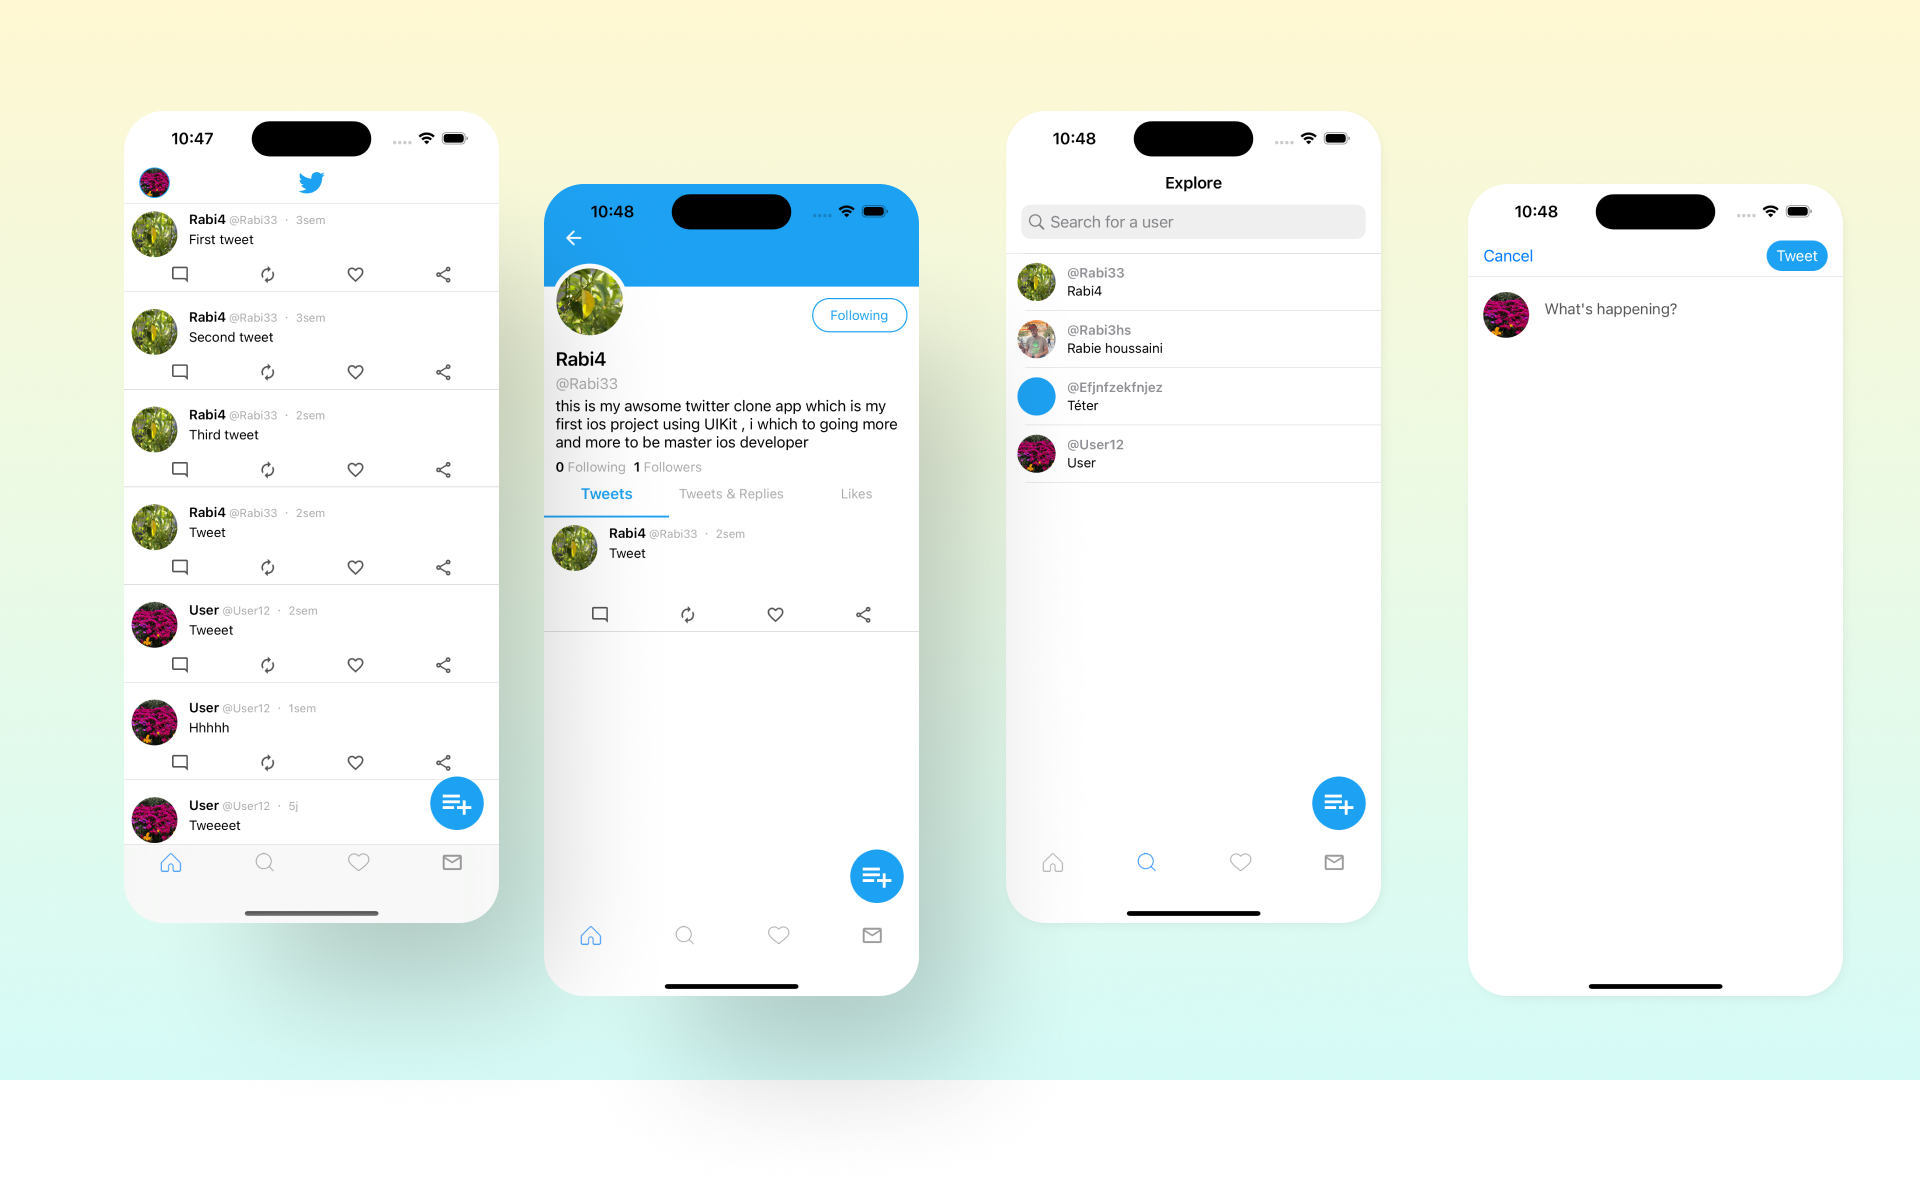 10:47
Rabi4 @Rabi33 · 3sem
First tweet
Rabi4 @Rabi33 · 3sem
Second tweet
Rabi4 @Rabi33 · 2sem
Third tweet
Rabi4 @Rabi33 · 2sem
Tweet
User @User12 · 2sem
Tweeet
User @User12 · 1sem
Hhhhh
User @User12 · 5j
Tweeeet
10:48
Following
Rabi4
@Rabi33
this is my awsome twitter clone app which is my
first ios project using UIKit , i which to going more
and more to be master ios developer
0 Following 1 Followers
Tweets Tweets & Replies Likes
Rabi4 @Rabi33 · 2sem
Tweet
10:48
Explore
Search for a user
@Rabi33
Rabi4
@Rabi3hs
Rabie houssaini
@Efjnfzekfnjez
Téter
@User12
User
10:48
Cancel Tweet
What's happening?